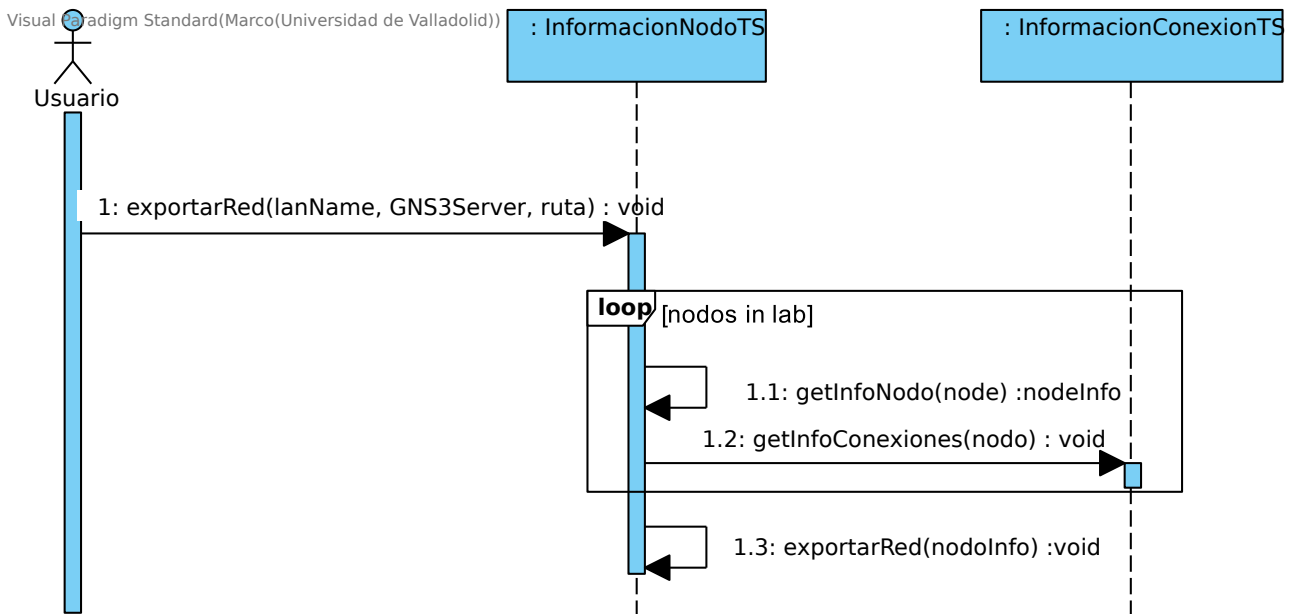 Visual Paradigm Standard(Marco(Universidad de Valladolid))
: InformacionNodoTS
: InformacionConexionTS
Usuario
1: exportarRed(lanName, GNS3Server, ruta) : void
loop
[nodos in lab]
1.1: getInfoNodo(node) :nodeInfo
1.2: getInfoConexiones(nodo) : void
1.3: exportarRed(nodoInfo) :void